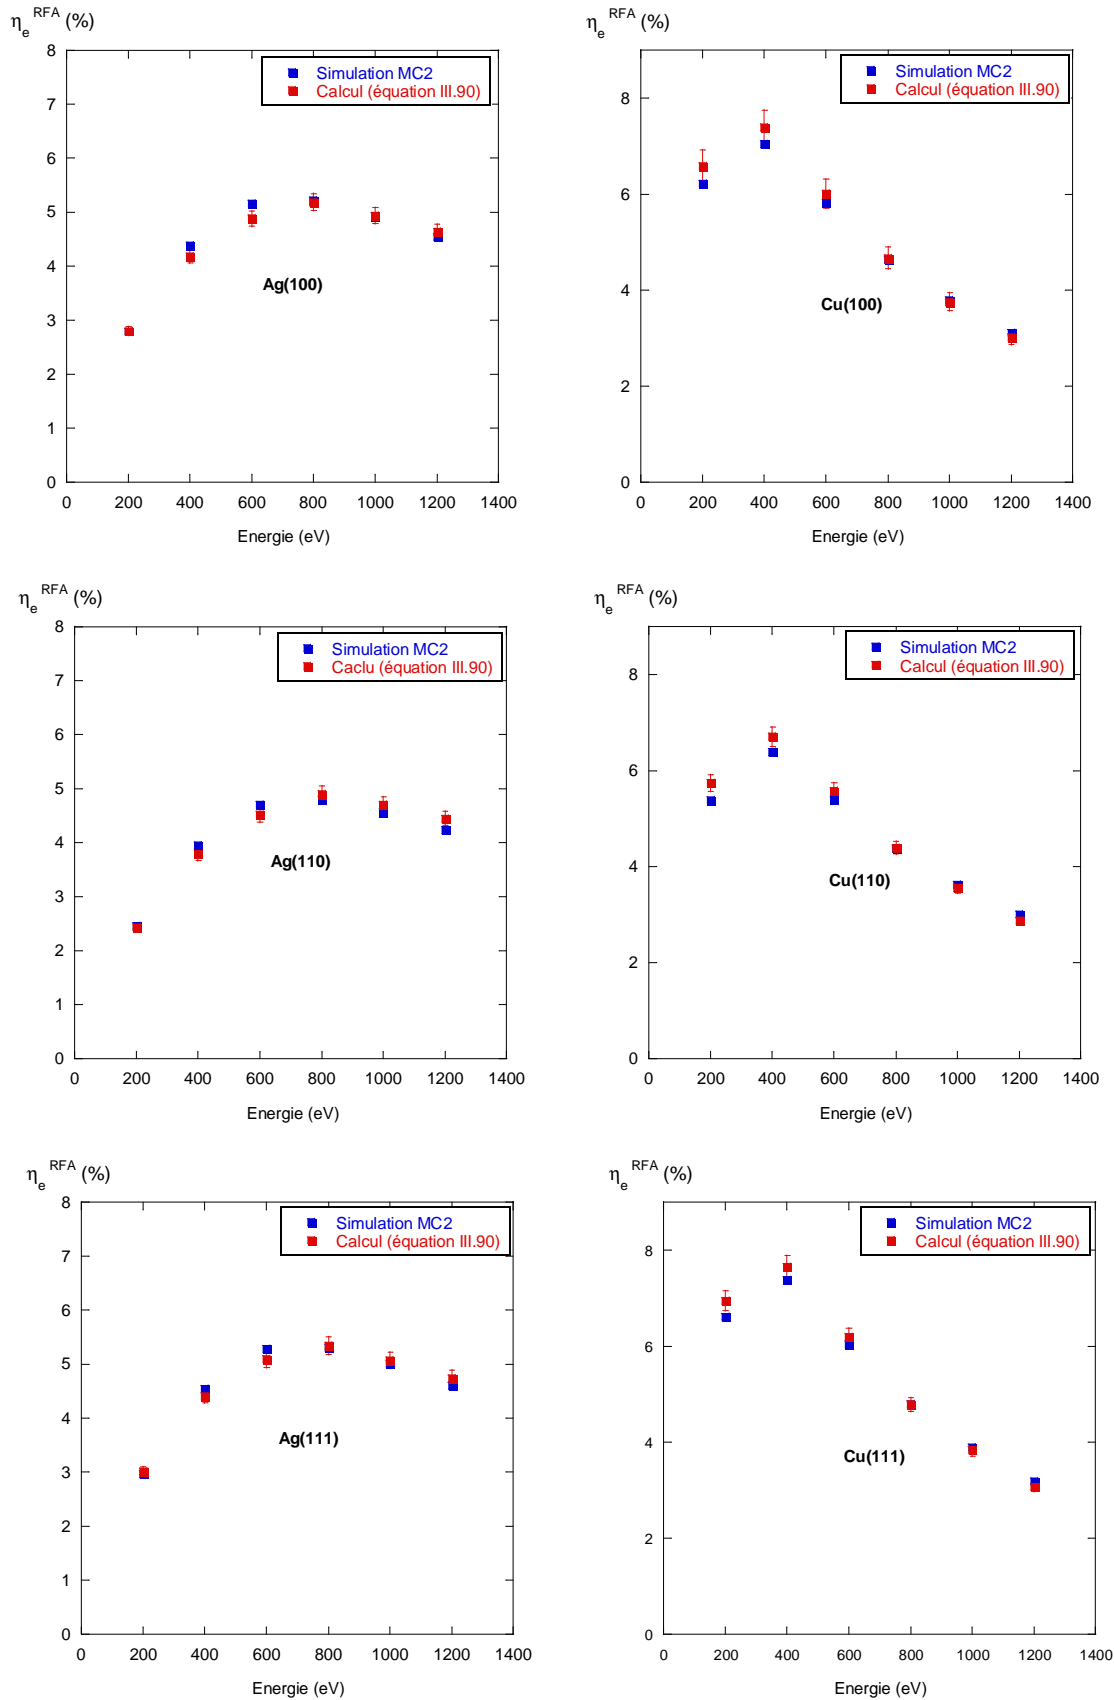 ηe RFA (%)
8
7
6
5
4
3
2
1
0
Simulation MC2
Calcul (équation III.90)
Ag(100)
0 200 400 600 800 1000 1200 1400
Energie (eV)
ηe RFA (%)
8
6
4
2
0
Simulation MC2
Calcul (équation III.90)
Cu(100)
0 200 400 600 800 1000 1200 1400
Energie (eV)
ηe RFA (%)
8
7
6
5
4
3
2
1
0
Simulation MC2
Caclu (équation III.90)
Ag(110)
0 200 400 600 800 1000 1200 1400
Energie (eV)
ηe RFA (%)
8
6
4
2
0
Simulation MC2
Calcul (équation III.90)
Cu(110)
0 200 400 600 800 1000 1200 1400
Energie (eV)
ηe RFA (%)
8
7
6
5
4
3
2
1
0
Simulation MC2
Calcul (équation III.90)
Ag(111)
0 200 400 600 800 1000 1200 1400
Energie (eV)
ηe RFA (%)
8
6
4
2
0
Simulation MC2
Calcul (équation III.90)
Cu(111)
0 200 400 600 800 1000 1200 1400
Energie (eV)